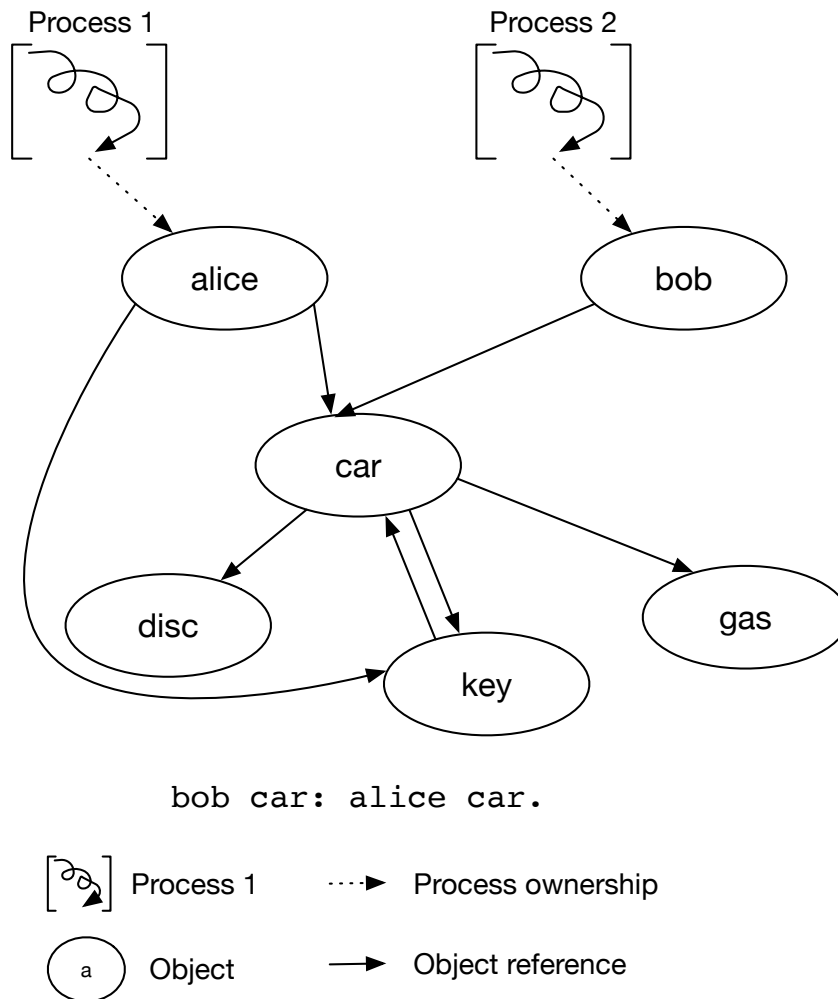 Process 1
Process 2
alice
bob
car
disc
gas
key
bob car: alice car.
Process 1
Process ownership
a
Object
Object reference